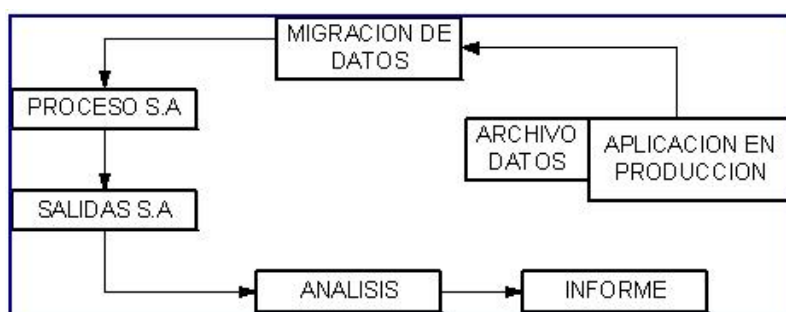 MIGRACION DE
DATOS
PROCESO S.A
ARCHIVO
DATOS
APLICACION EN
PRODUCCION
SALIDAS S.A
ANALISIS
INFORME